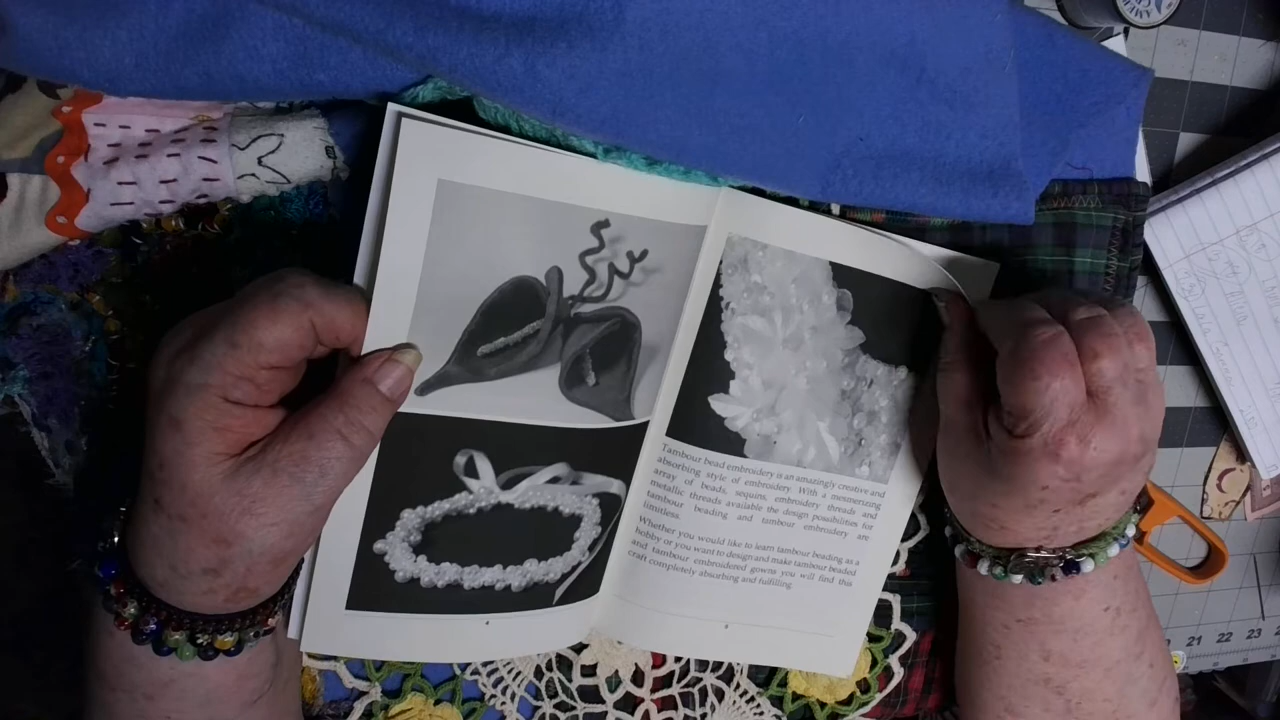 Tambour bead embroidery is an amazingly creative and
absorbing style of embroidery. With a mesmerizing
array of beads, sequins, embroidery threads and
metallic threads available the design possibilities for
tambour beading and tambour embroidery are
limitless.
Whether you would like to learn tambour beading as a
hobby or you want to design and make tambour beaded
and tambour embroidered gowns you will find this
craft completely absorbing and fulfilling.
21 22 23